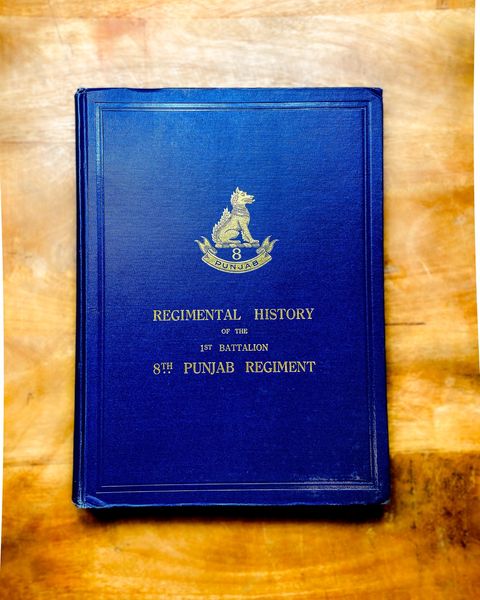 8
PUNJAB
REGIMENTAL HISTORY
OF THE
1ST BATTALION
8TH PUNJAB REGIMENT